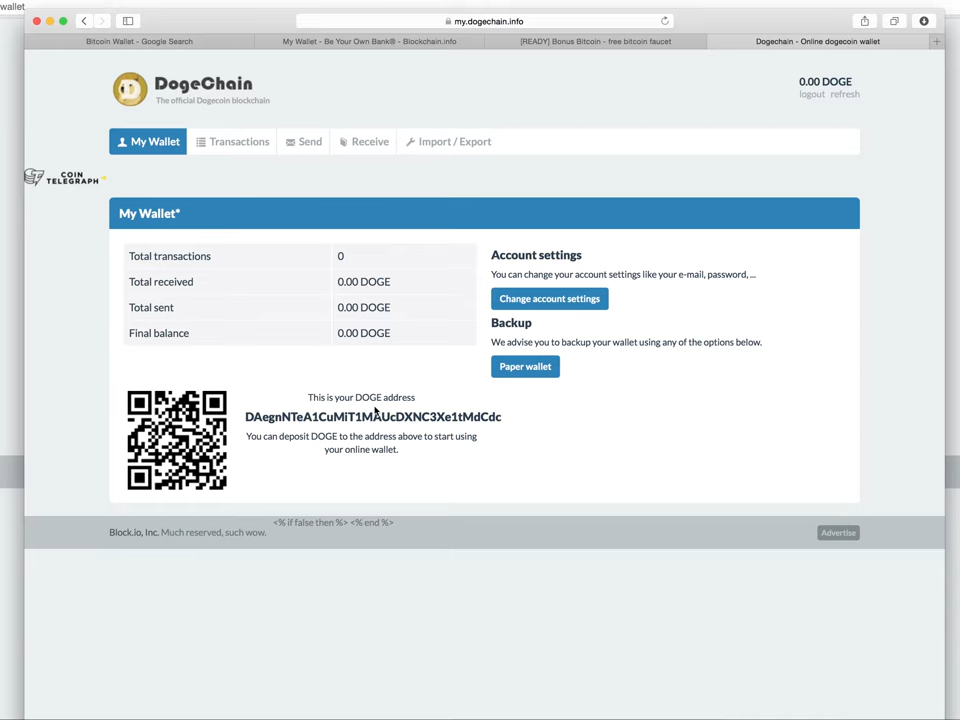 wallet
my.dogechain.info
Bitcoin Wallet - Google Search
My Wallet - Be Your Own Bank® - Blockchain.info
[READY] Bonus Bitcoin - free bitcoin faucet
Dogechain - Online dogecoin wallet
DogeChain
The official Dogecoin blockchain
0.00 DOGE
logout refresh
My Wallet
Transactions
Send
Receive
Import / Export
COIN
TELEGRAPH
My Wallet*
Total transactions 0
Total received 0.00 DOGE
Total sent 0.00 DOGE
Final balance 0.00 DOGE
Account settings
You can change your account settings like your e-mail, password, ...
Change account settings
Backup
We advise you to backup your wallet using any of the options below.
Paper wallet
This is your DOGE address
DAegnNTeA1CuMiT1MAUcDXNC3Xe1tMdCdc
You can deposit DOGE to the address above to start using
your online wallet.
<% if false then %> <% end %>
Block.io, Inc. Much reserved, such wow.
Advertise